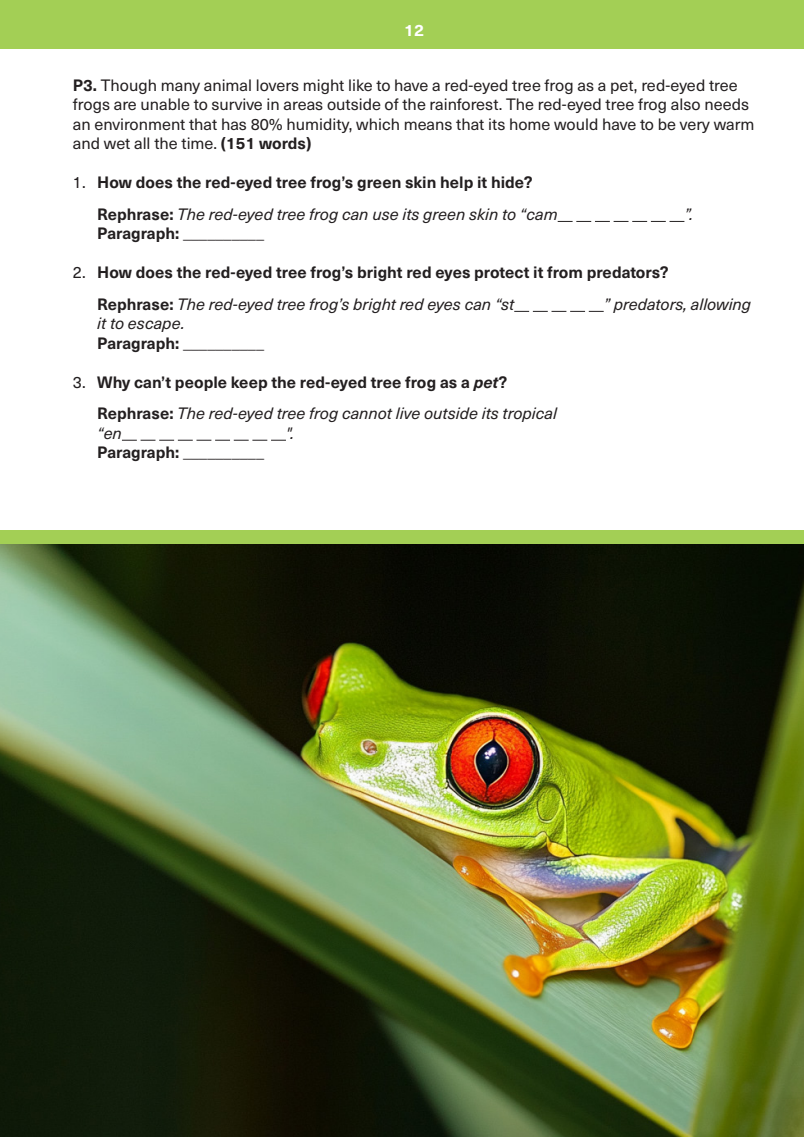 12
P3. Though many animal lovers might like to have a red-eyed tree frog as a pet, red-eyed tree
frogs are unable to survive in areas outside of the rainforest. The red-eyed tree frog also needs
an environment that has 80% humidity, which means that its home would have to be very warm
and wet all the time. (151 words)
1. How does the red-eyed tree frog’s green skin help it hide?
Rephrase: The red-eyed tree frog can use its green skin to “cam__ __ __ __ __ __ __”.
Paragraph: __________
2. How does the red-eyed tree frog’s bright red eyes protect it from predators?
Rephrase: The red-eyed tree frog’s bright red eyes can “st__ __ __ __ __” predators, allowing
it to escape.
Paragraph: __________
3. Why can’t people keep the red-eyed tree frog as a pet?
Rephrase: The red-eyed tree frog cannot live outside its tropical
“en__ __ __ __ __ __ __ __ __”.
Paragraph: __________